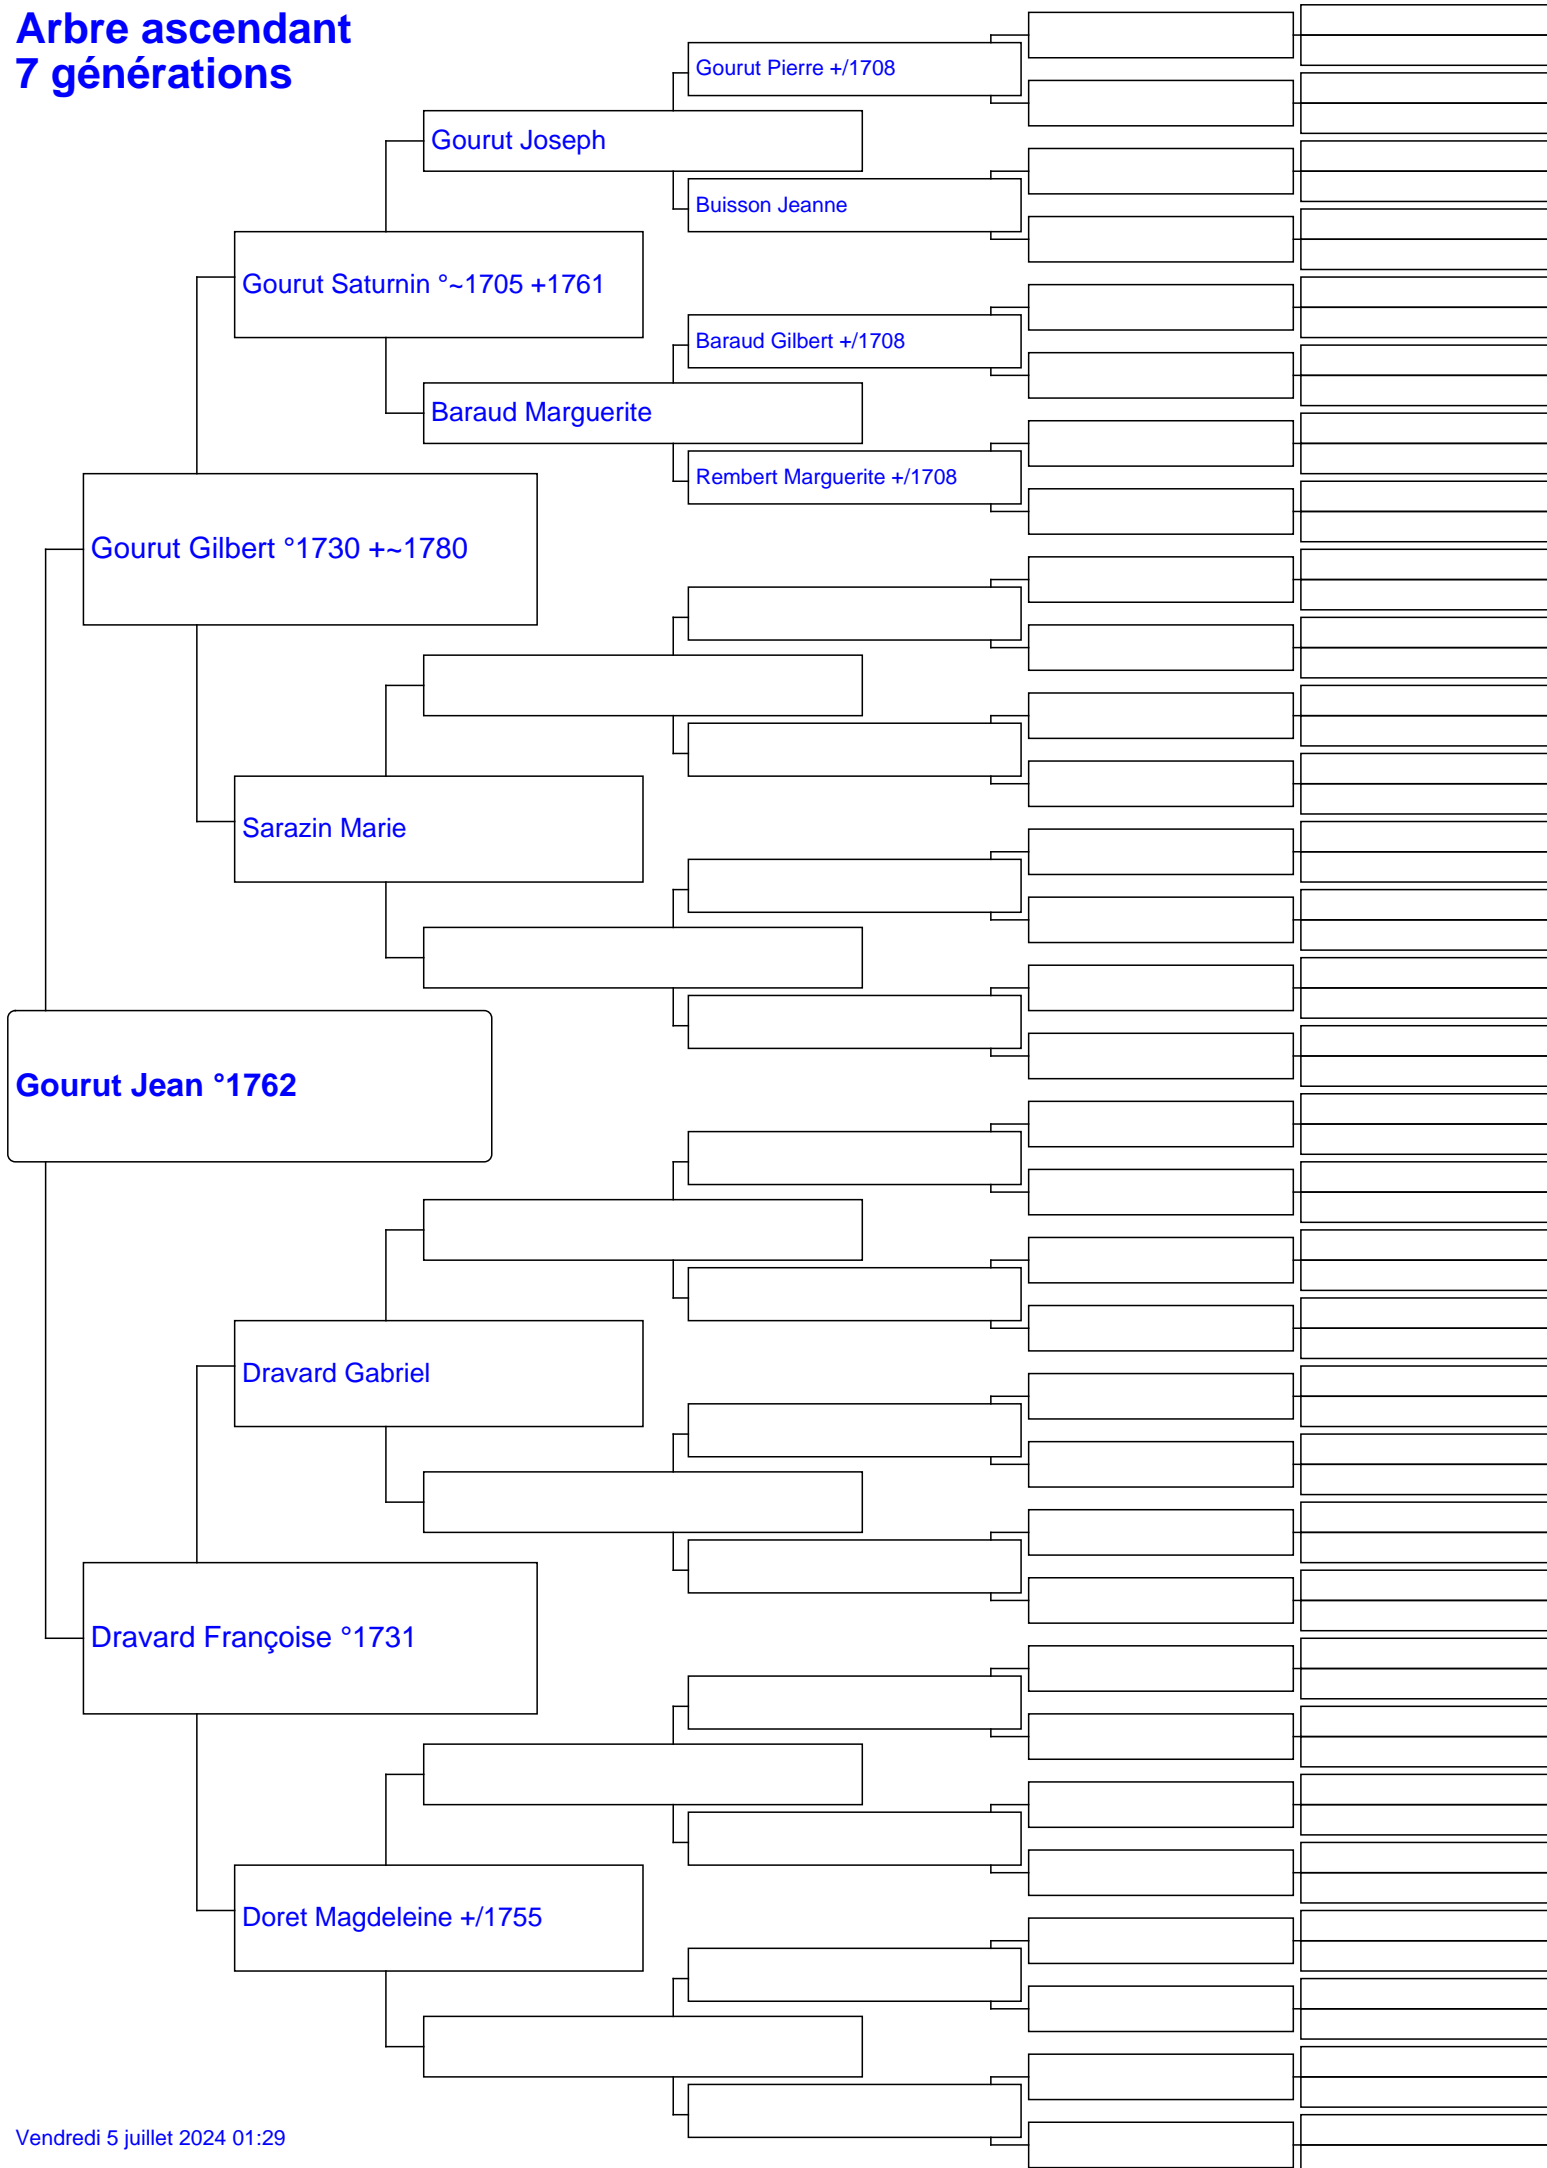 Arbre ascendant
7 générations
Gourut Pierre +/1708
Gourut Joseph
Buisson Jeanne
Gourut Saturnin °~1705 +1761
Baraud Gilbert +/1708
Baraud Marguerite
Rembert Marguerite +/1708
Gourut Gilbert °1730 +~1780
Sarazin Marie
Gourut Jean °1762
Dravard Gabriel
Dravard Françoise °1731
Doret Magdeleine +/1755
Vendredi 5 juillet 2024 01:29